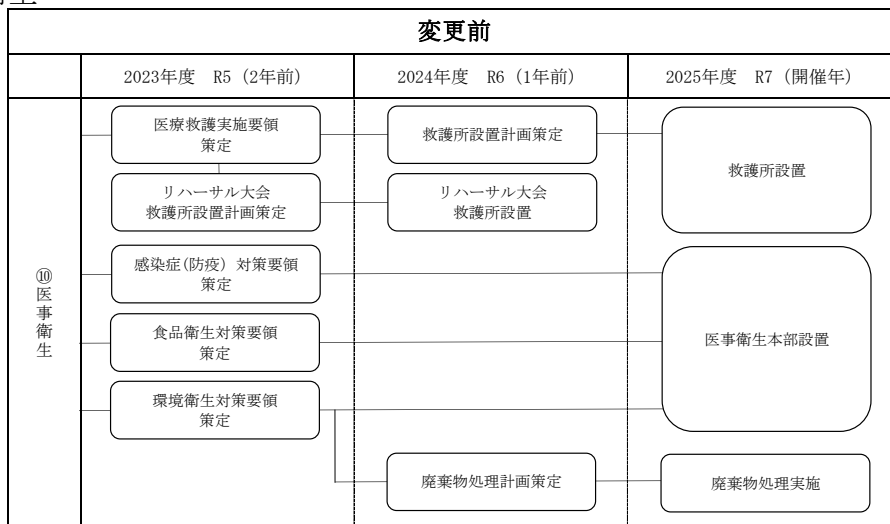 変更前
2023年度 R5 (2年前)
2024年度 R6 (1年前)
2025年度 R7 (開催年)
⑩医事衛生
医療救護実施要領
策定
救護所設置計画策定
救護所設置
リハーサル大会
救護所設置計画策定
リハーサル大会
救護所設置
感染症(防疫) 対策要領
策定
食品衛生対策要領
策定
医事衛生本部設置
環境衛生対策要領
策定
廃棄物処理計画策定
廃棄物処理実施